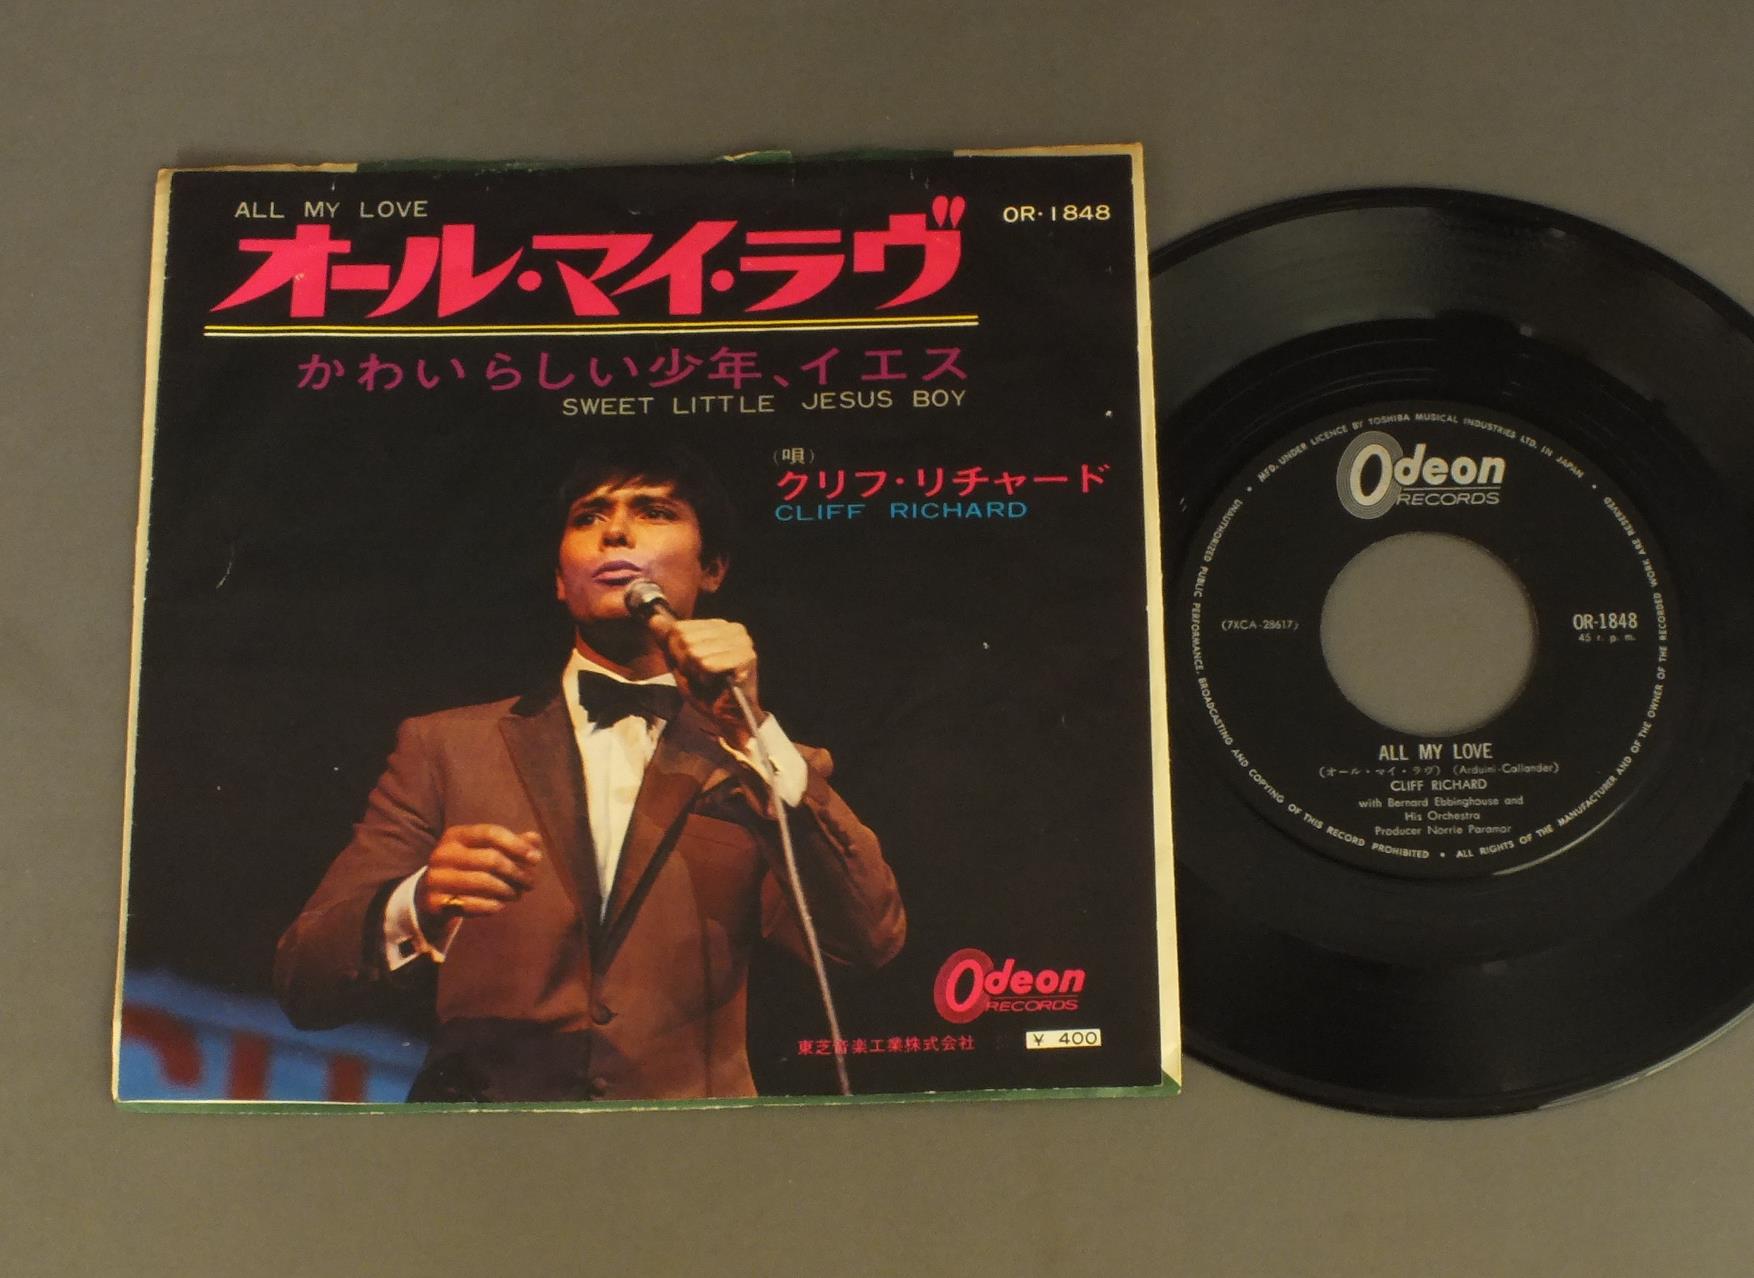 ALL MY LOVE
オール・マイ・ラヴ
OR・1848
かわいらしい少年、イエス
SWEET LITTLE JESUS BOY
(唄)
クリフ・リチャード
CLIFF RICHARD
Odeon
RECORDS
東芝音楽工業株式会社
¥ 400
MFD. UNDER LICENCE BY TOSHIBA MUSICAL INDUSTRIES LTD. IN JAPAN •
UNAUTHORIZED PUBLIC PERFORMANCE, BROADCASTING AND COPYING OF THIS RECORD PROHIBITED • ALL RIGHTS OF THE MANUFACTURER AND OF THE OWNER OF THE RECORDED WORK ARE RESERVED •
Odeon
RECORDS
(7XCA-28617)
OR-1848
45 r. p. m.
ALL MY LOVE
(オール・マイ・ラヴ) (Arduini-Callander)
CLIFF RICHARD
with Bernard Ebbinghouse and
His Orchestra
Producer Norrie Paramor